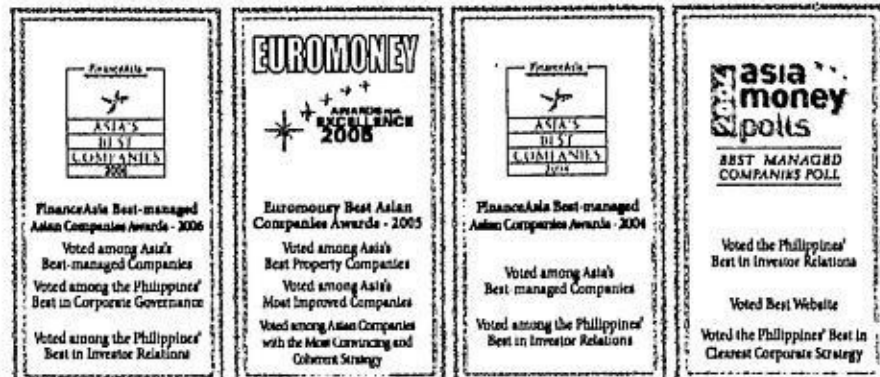 FinanceAsia
ASIA'S
BEST
COMPANIES
2006
FinanceAsia Best-managed
Asian Companies Awards - 2006
Voted among Asia's
Best-managed Companies
Voted among the Philippines'
Best in Corporate Governance
Voted among the Philippines'
Best in Investor Relations
EUROMONEY
AWARDS FOR
EXCELLENCE
2005
Euromoney Best Asian
Companies Awards - 2005
Voted among Asia's
Best Property Companies
Voted among Asia's
Most Improved Companies
Voted among Asian Companies
with the Most Convincing and
Coherent Strategy
FinanceAsia
ASIA'S
BEST
COMPANIES
2004
FinanceAsia Best-managed
Asian Companies Awards - 2004
Voted among Asia's
Best-managed Companies
Voted among the Philippines'
Best in Investor Relations
asia
money
polls
BEST MANAGED
COMPANIES POLL
Voted the Philippines'
Best in Investor Relations
Voted Best Website
Voted the Philippines' Best in
Clearest Corporate Strategy